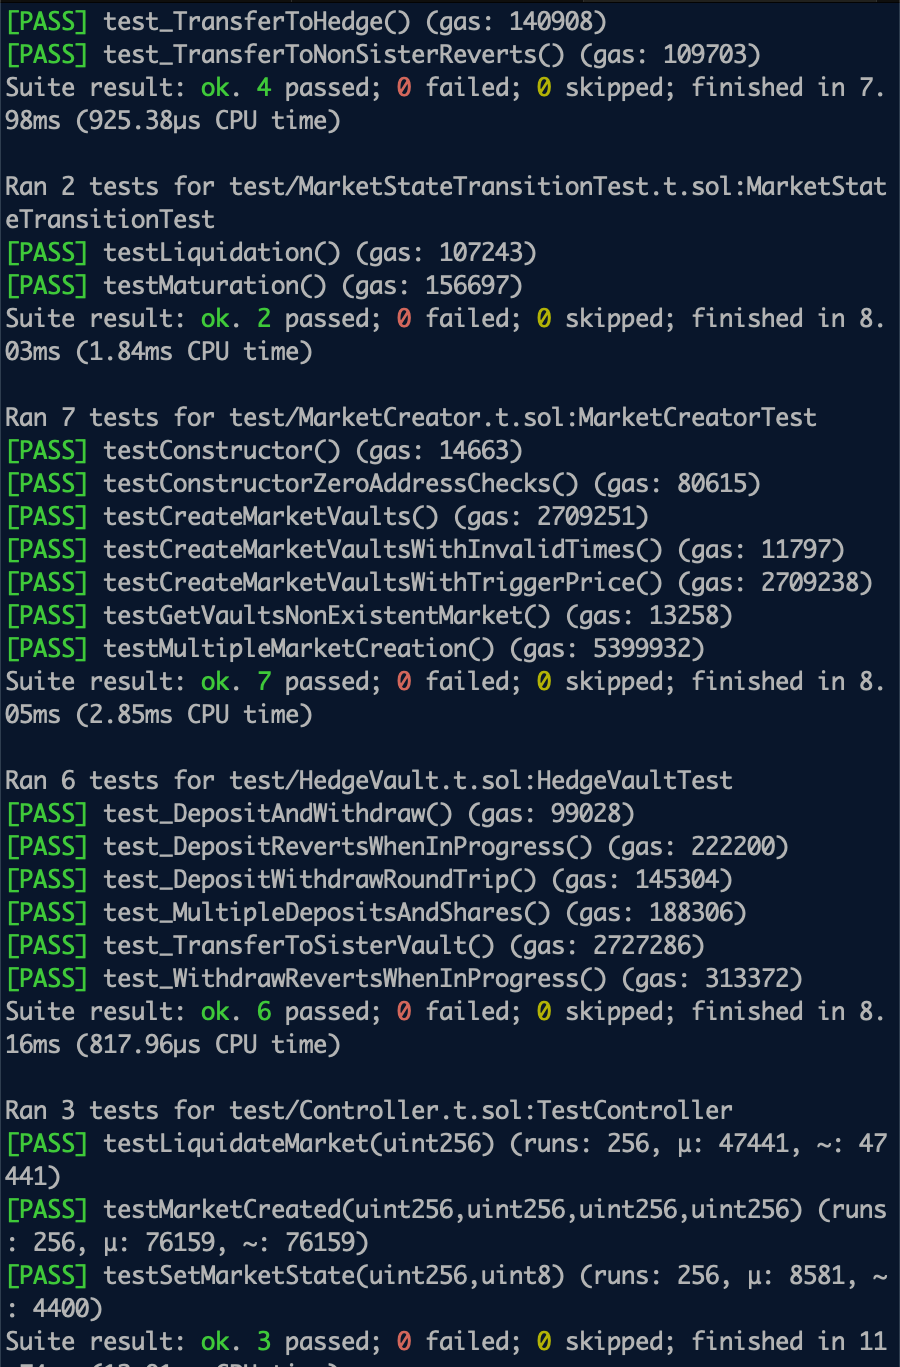 [PASS] test_TransferToHedge() (gas: 140908)
[PASS] test_TransferToNonSisterReverts() (gas: 109703)
Suite result: ok. 4 passed; 0 failed; 0 skipped; finished in 7.
98ms (925.38µs CPU time)
Ran 2 tests for test/MarketStateTransitionTest.t.sol:MarketStat
eTransitionTest
[PASS] testLiquidation() (gas: 107243)
[PASS] testMaturation() (gas: 156697)
Suite result: ok. 2 passed; 0 failed; 0 skipped; finished in 8.
03ms (1.84ms CPU time)
Ran 7 tests for test/MarketCreator.t.sol:MarketCreatorTest
[PASS] testConstructor() (gas: 14663)
[PASS] testConstructorZeroAddressChecks() (gas: 80615)
[PASS] testCreateMarketVaults() (gas: 2709251)
[PASS] testCreateMarketVaultsWithInvalidTimes() (gas: 11797)
[PASS] testCreateMarketVaultsWithTriggerPrice() (gas: 2709238)
[PASS] testGetVaultsNonExistentMarket() (gas: 13258)
[PASS] testMultipleMarketCreation() (gas: 5399932)
Suite result: ok. 7 passed; 0 failed; 0 skipped; finished in 8.
05ms (2.85ms CPU time)
Ran 6 tests for test/HedgeVault.t.sol:HedgeVaultTest
[PASS] test_DepositAndWithdraw() (gas: 99028)
[PASS] test_DepositRevertsWhenInProgress() (gas: 222200)
[PASS] test_DepositWithdrawRoundTrip() (gas: 145304)
[PASS] test_MultipleDepositsAndShares() (gas: 188306)
[PASS] test_TransferToSisterVault() (gas: 2727286)
[PASS] test_WithdrawRevertsWhenInProgress() (gas: 313372)
Suite result: ok. 6 passed; 0 failed; 0 skipped; finished in 8.
16ms (817.96µs CPU time)
Ran 3 tests for test/Controller.t.sol:TestController
[PASS] testLiquidateMarket(uint256) (runs: 256, μ: 47441, ~: 47
441)
[PASS] testMarketCreated(uint256,uint256,uint256,uint256) (runs
: 256, μ: 76159, ~: 76159)
[PASS] testSetMarketState(uint256,uint8) (runs: 256, μ: 8581, ~
: 4400)
Suite result: ok. 3 passed; 0 failed; 0 skipped; finished in 11